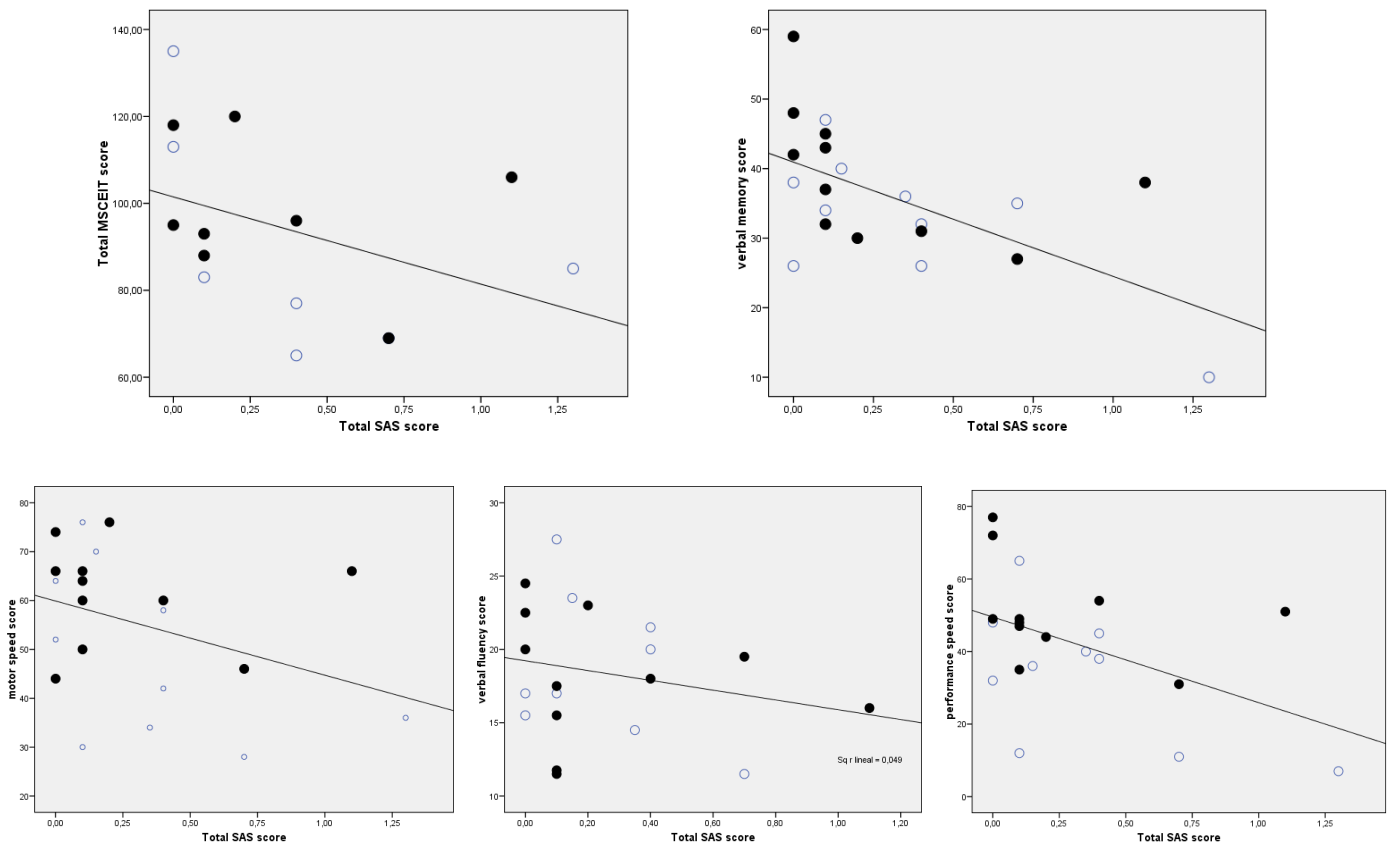 140,00
120,00
100,00
80,00
60,00
Total MSCEIT score
0,00 0,25 0,50 0,75 1,00 1,25
Total SAS score
60
50
40
30
20
10
verbal memory score
0,00 0,25 0,50 0,75 1,00 1,25
Total SAS score
80
70
60
50
40
30
20
motor speed score
0,00 0,25 0,50 0,75 1,00 1,25
Total SAS score
30
25
20
15
10
verbal fluency score
Sq r lineal = 0,049
0,00 0,20 0,40 0,60 0,80 1,00 1,20
Total SAS score
80
60
40
20
0
performance speed score
0,00 0,25 0,50 0,75 1,00 1,25
Total SAS score